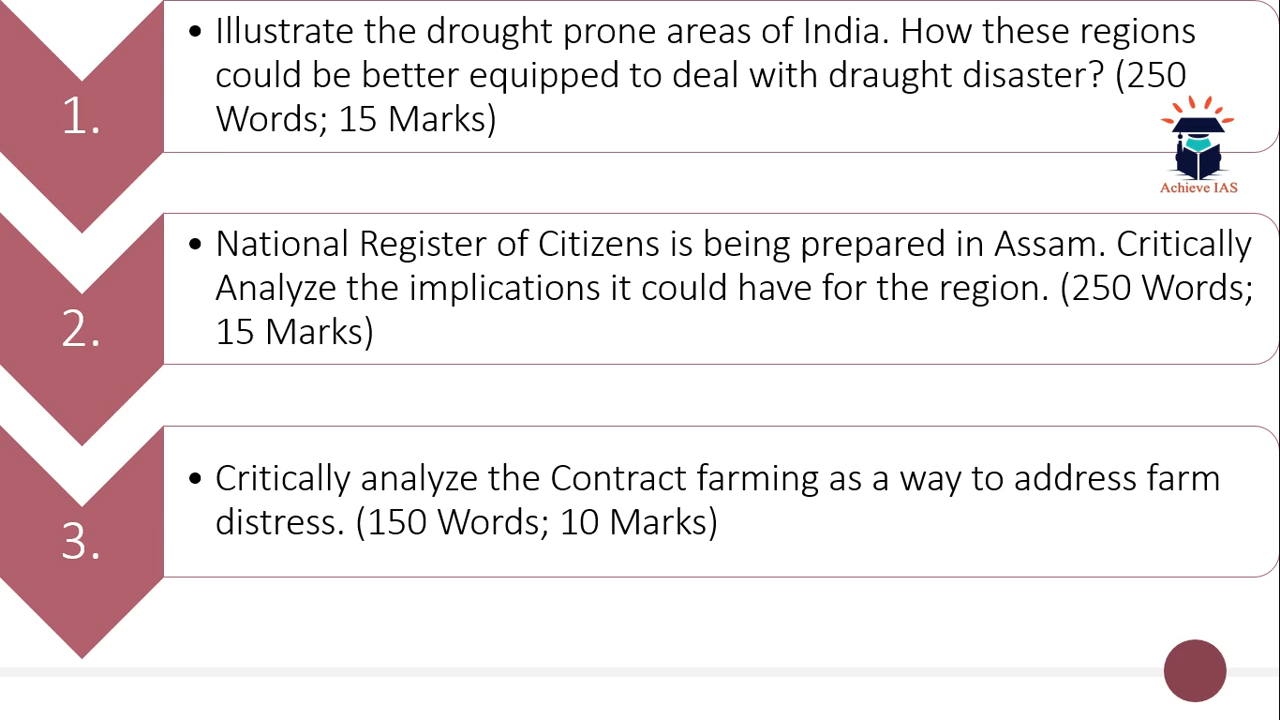 1.
• Illustrate the drought prone areas of India. How these regions
could be better equipped to deal with draught disaster? (250
Words; 15 Marks)
Achieve IAS
2.
• National Register of Citizens is being prepared in Assam. Critically
Analyze the implications it could have for the region. (250 Words;
15 Marks)
3.
• Critically analyze the Contract farming as a way to address farm
distress. (150 Words; 10 Marks)